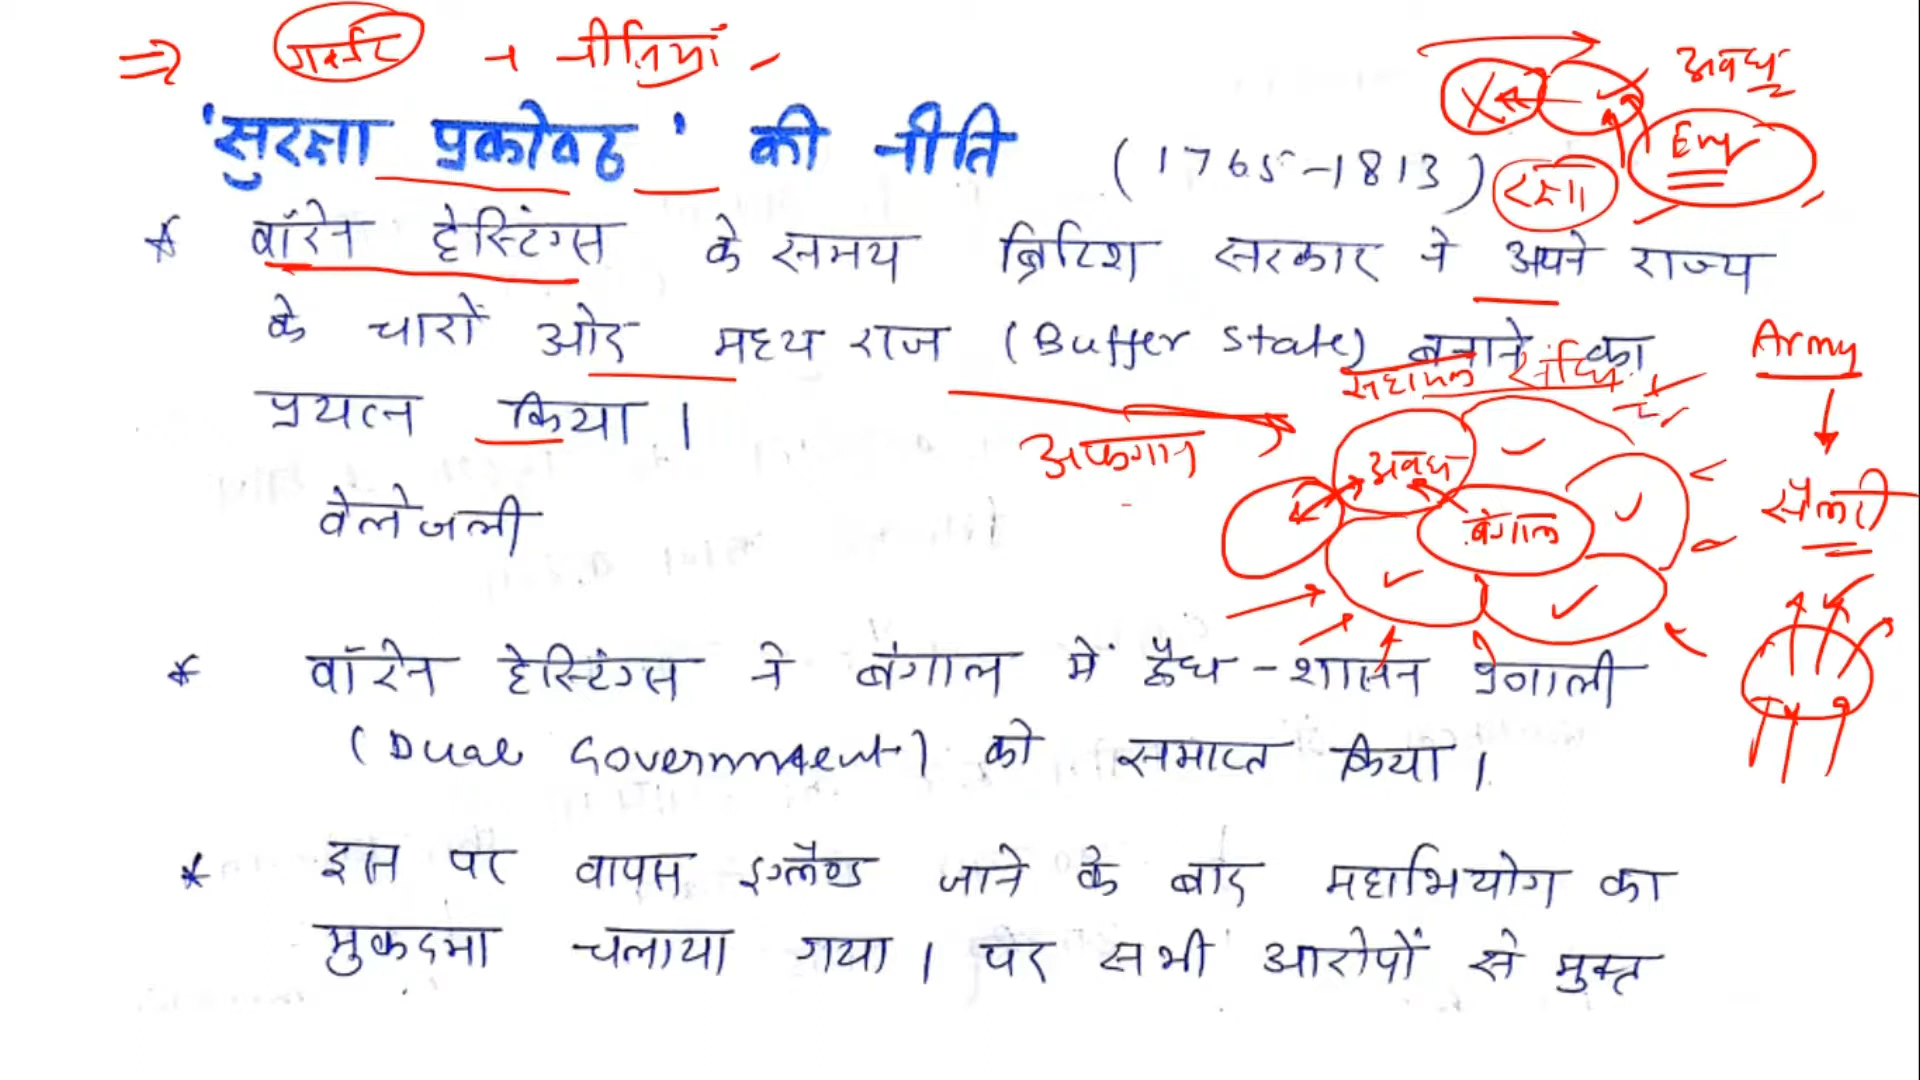 ⇒ गवर्नर + नीतियां -
'सुरक्षा प्रकोष्ठ' की नीति (1765-1813)
अवध
X
Eng
रक्षा
* वॉरेन हेस्टिंग्स के समय ब्रिटिश सरकार ने अपने राज्य
के चारों ओर मध्य राज (Buffer State) बनाने का
प्रयत्न किया।
Army
सहायक संधि
अफगान
अवध
बंगाल
सैलरी
वेलेजली
* वॉरेन हेस्टिंग्स ने बंगाल में द्वैध-शासन प्रणाली
(Dual Government) को समाप्त किया।
* इस पर वापस इंग्लैण्ड जाने के बाद महाभियोग का
मुकदमा चलाया गया। पर सभी आरोपों से मुक्त